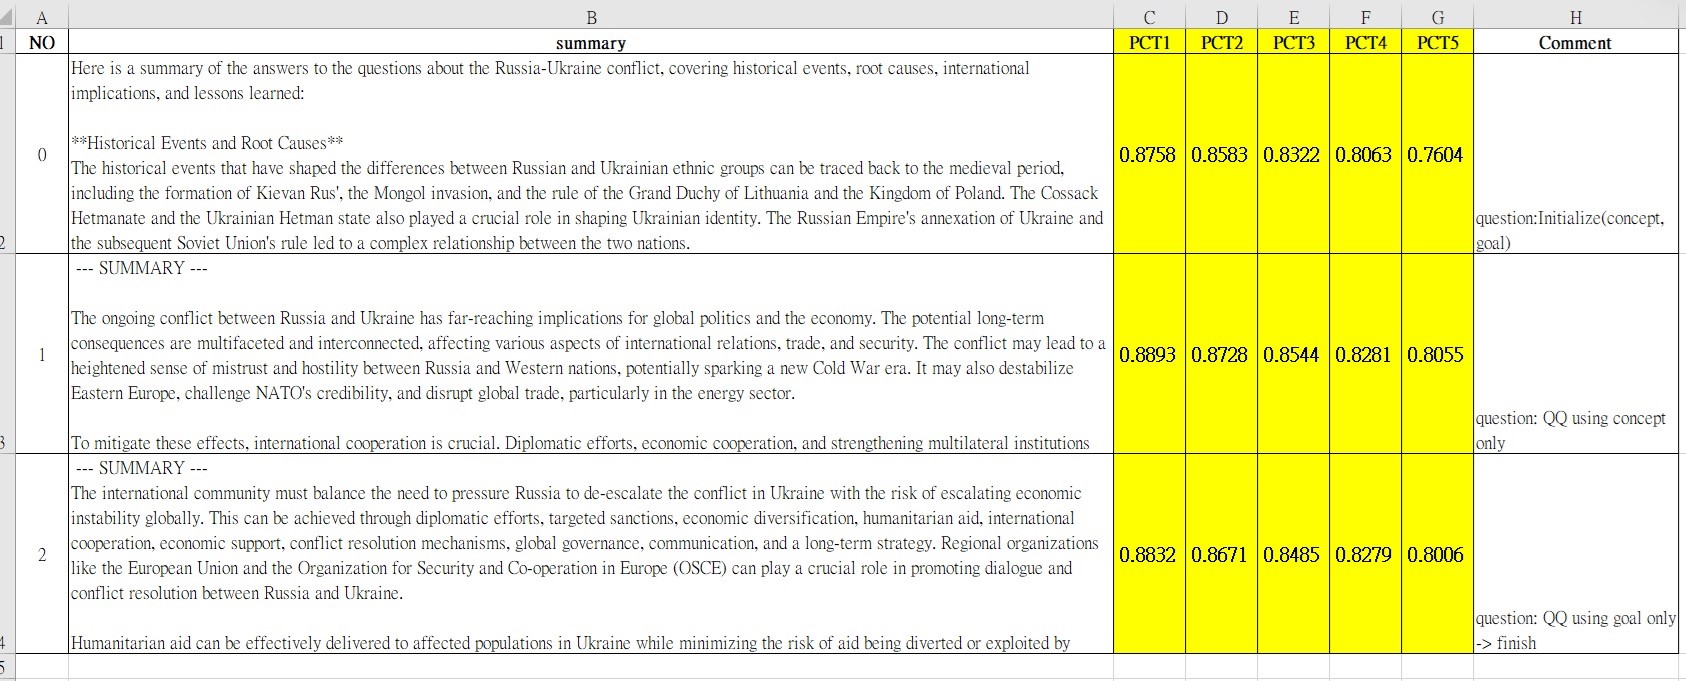 A B C D E F G H
1 NO summary PCT1 PCT2 PCT3 PCT4 PCT5 Comment
Here is a summary of the answers to the questions about the Russia-Ukraine conflict, covering historical events, root causes, international
implications, and lessons learned:
**Historical Events and Root Causes**
0 0.8758 0.8583 0.8322 0.8063 0.7604
The historical events that have shaped the differences between Russian and Ukrainian ethnic groups can be traced back to the medieval period,
including the formation of Kievan Rus', the Mongol invasion, and the rule of the Grand Duchy of Lithuania and the Kingdom of Poland. The Cossack
Hetmanate and the Ukrainian Hetman state also played a crucial role in shaping Ukrainian identity. The Russian Empire's annexation of Ukraine and
the subsequent Soviet Union's rule led to a complex relationship between the two nations.
question:Initialize(concept,
goal)
2
--- SUMMARY ---
The ongoing conflict between Russia and Ukraine has far-reaching implications for global politics and the economy. The potential long-term
consequences are multifaceted and interconnected, affecting various aspects of international relations, trade, and security. The conflict may lead to a
1 0.8893 0.8728 0.8544 0.8281 0.8055
heightened sense of mistrust and hostility between Russia and Western nations, potentially sparking a new Cold War era. It may also destabilize
Eastern Europe, challenge NATO's credibility, and disrupt global trade, particularly in the energy sector.
To mitigate these effects, international cooperation is crucial. Diplomatic efforts, economic cooperation, and strengthening multilateral institutions
question: QQ using concept
only
3
--- SUMMARY ---
The international community must balance the need to pressure Russia to de-escalate the conflict in Ukraine with the risk of escalating economic
instability globally. This can be achieved through diplomatic efforts, targeted sanctions, economic diversification, humanitarian aid, international
cooperation, economic support, conflict resolution mechanisms, global governance, communication, and a long-term strategy. Regional organizations
2 0.8832 0.8671 0.8485 0.8279 0.8006
like the European Union and the Organization for Security and Co-operation in Europe (OSCE) can play a crucial role in promoting dialogue and
conflict resolution between Russia and Ukraine.
Humanitarian aid can be effectively delivered to affected populations in Ukraine while minimizing the risk of aid being diverted or exploited by
question: QQ using goal only
-> finish
4
5